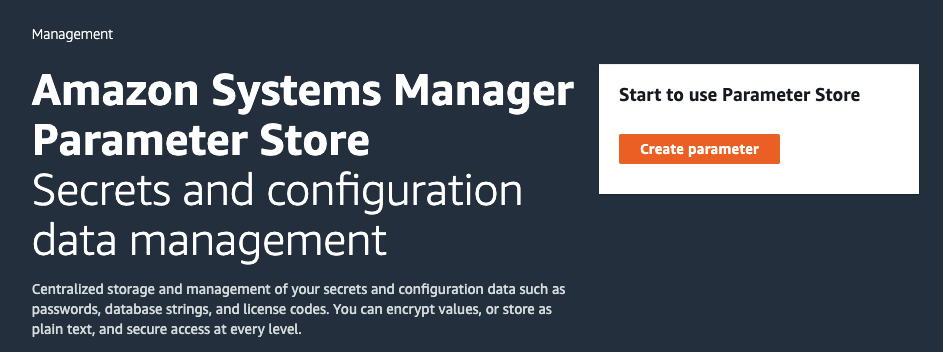 Management
Amazon Systems Manager
Parameter Store
Secrets and configuration
data management
Centralized storage and management of your secrets and configuration data such as
passwords, database strings, and license codes. You can encrypt values, or store as
plain text, and secure access at every level.
Start to use Parameter Store
Create parameter